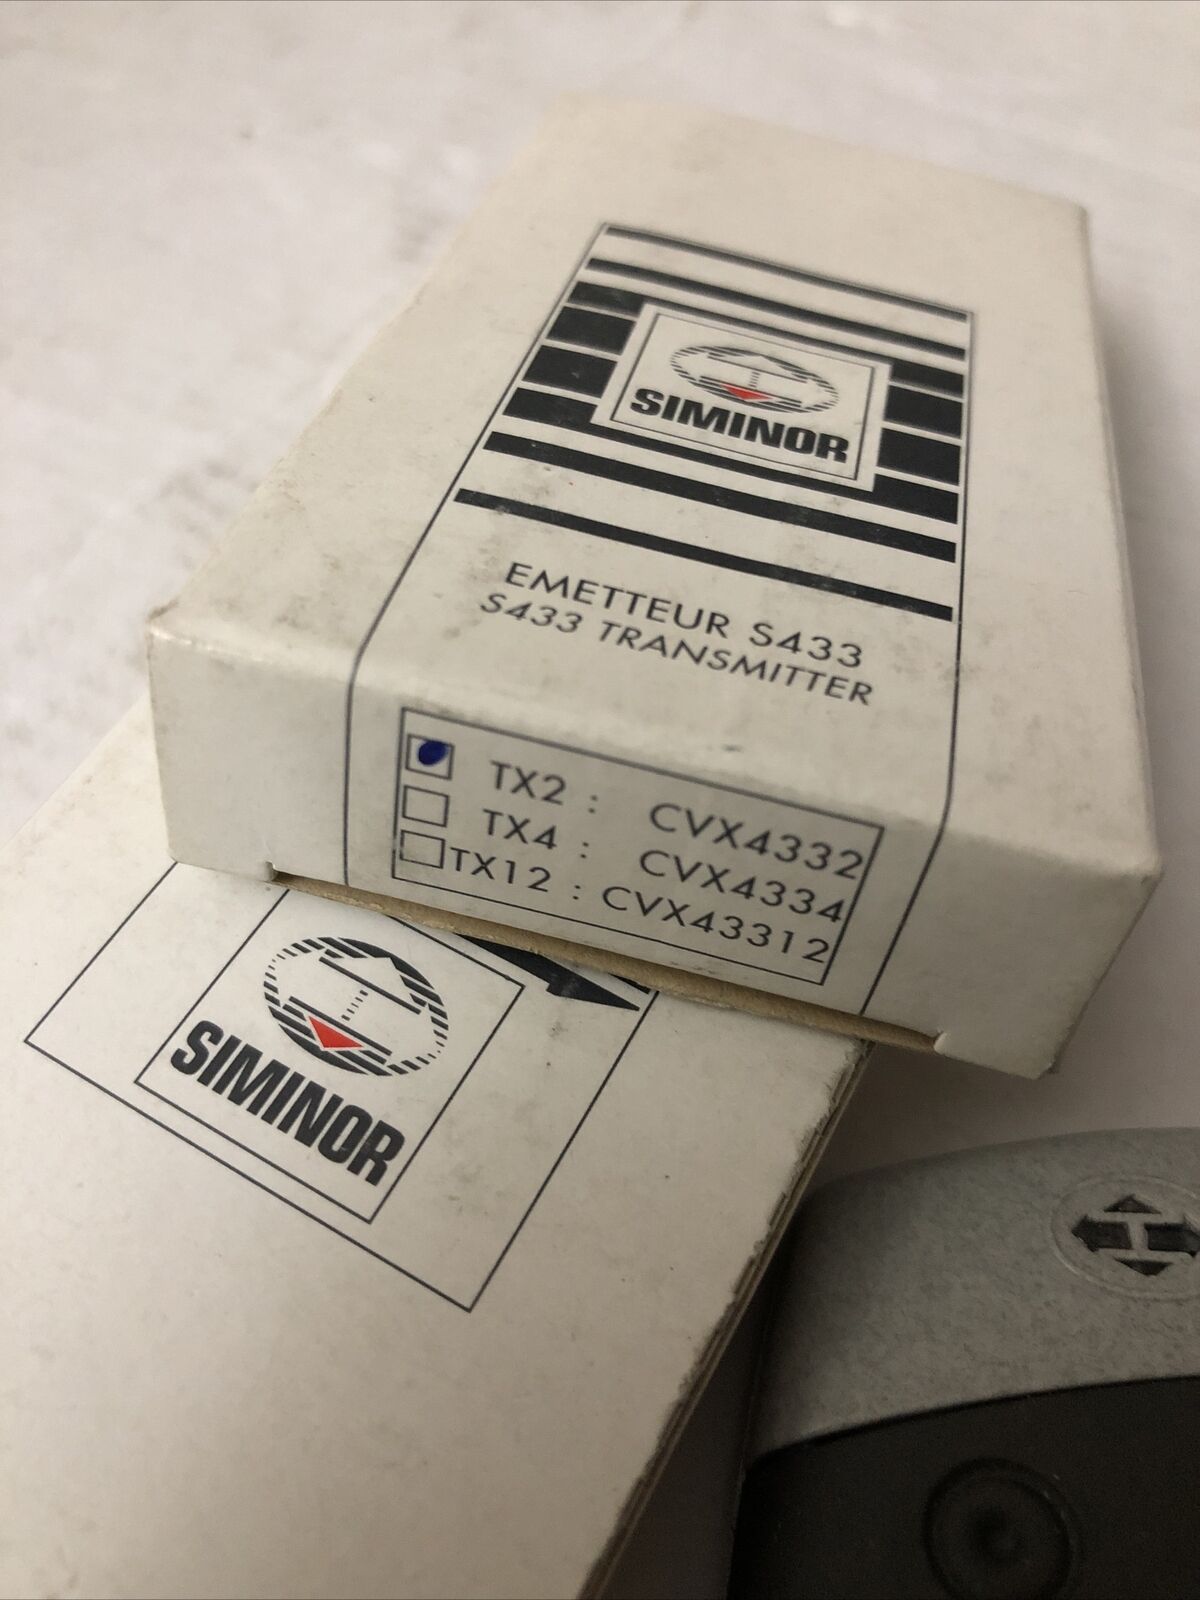 SIMINOR
EMETTEUR S433
S433 TRANSMITTER
TX2 : CVX4332
TX4 : CVX4334
TX12 : CVX43312
SIMINOR